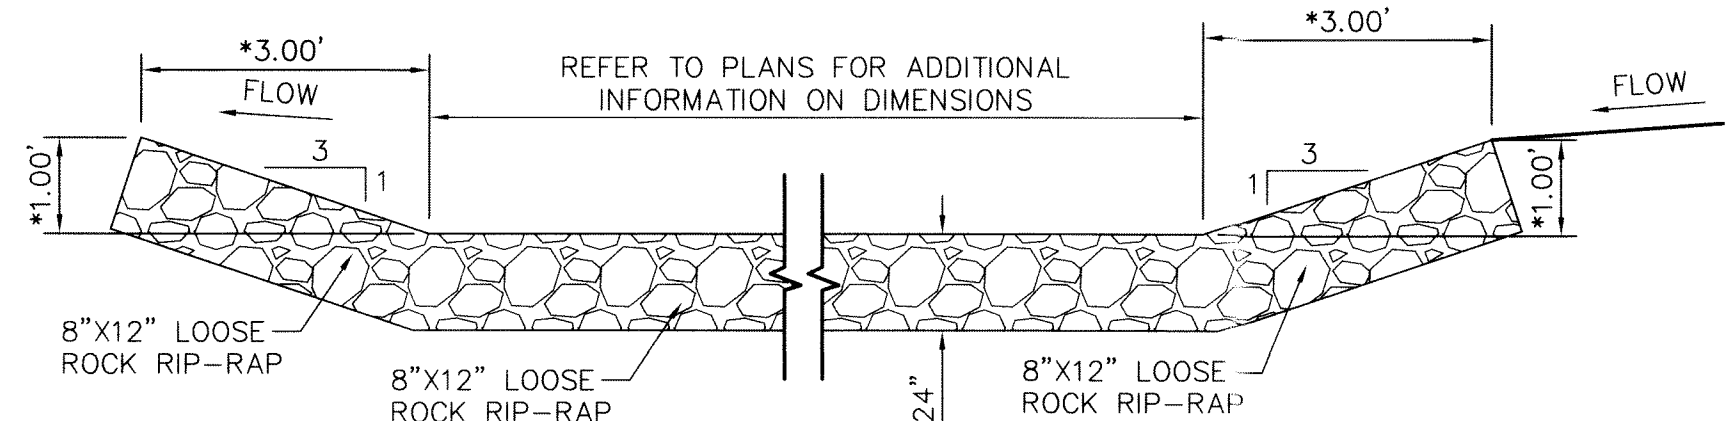 *3.00'
*3.00'
REFER TO PLANS FOR ADDITIONAL
INFORMATION ON DIMENSIONS
FLOW
FLOW
3
1
3
1
*1.00'
*1.00'
8"X12" LOOSE
ROCK RIP-RAP
8"X12" LOOSE
ROCK RIP-RAP
24"
8"X12" LOOSE
ROCK RIP-RAP